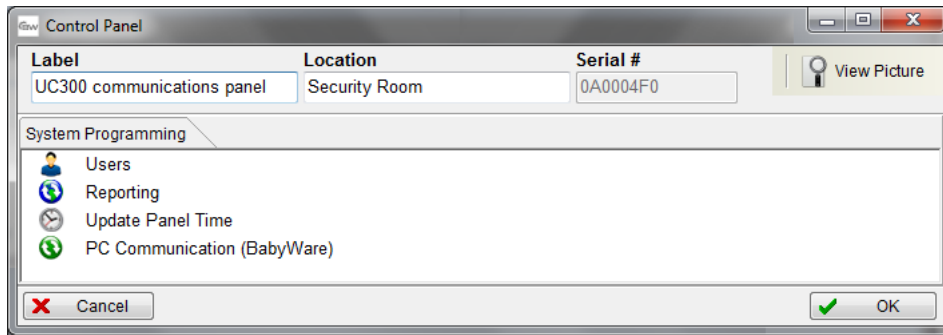 Control Panel
Label Location Serial #
UC300 communications panel Security Room 0A0004F0 View Picture
System Programming
Users
Reporting
Update Panel Time
PC Communication (BabyWare)
Cancel OK